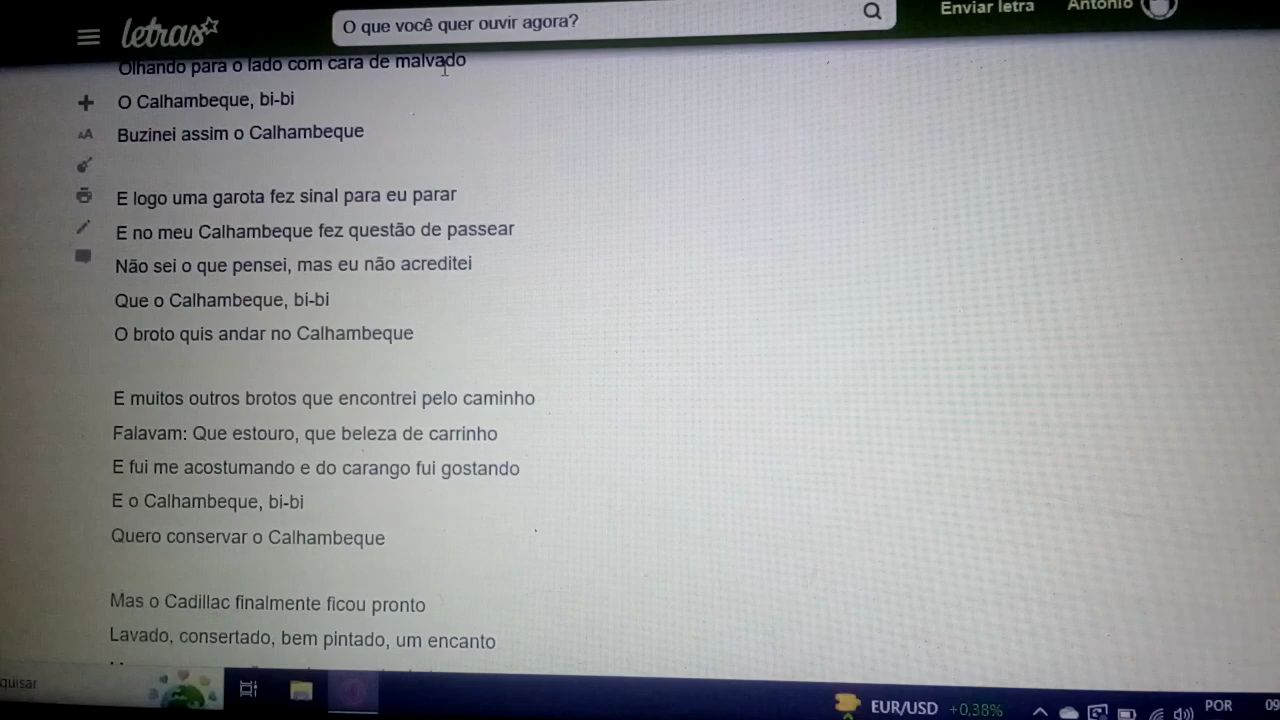 letras
O que você quer ouvir agora?
Enviar letra
Antonio
Olhando para o lado com cara de malvado
O Calhambeque, bi-bi
AA
Buzinei assim o Calhambeque
E logo uma garota fez sinal para eu parar
E no meu Calhambeque fez questão de passear
Não sei o que pensei, mas eu não acreditei
Que o Calhambeque, bi-bi
O broto quis andar no Calhambeque
E muitos outros brotos que encontrei pelo caminho
Falavam: Que estouro, que beleza de carrinho
E fui me acostumando e do carango fui gostando
E o Calhambeque, bi-bi
Quero conservar o Calhambeque
Mas o Cadillac finalmente ficou pronto
Lavado, consertado, bem pintado, um encanto
quisar
EUR/USD +0,38%
POR
09